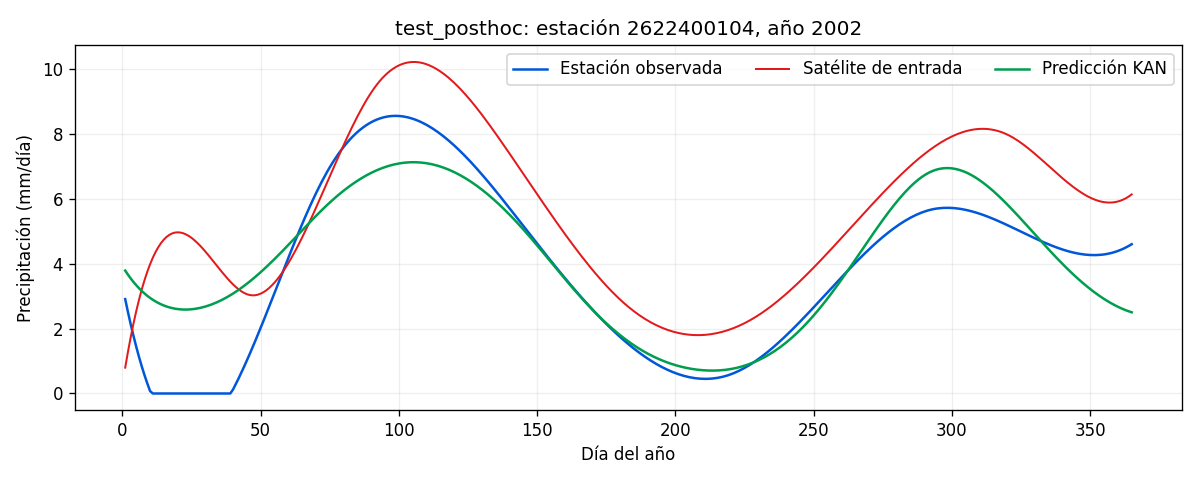 test_posthoc: estación 2622400104, año 2002
Estación observada Satélite de entrada Predicción KAN
Precipitación (mm/día)
10
8
6
4
2
0
0 50 100 150 200 250 300 350
Día del año